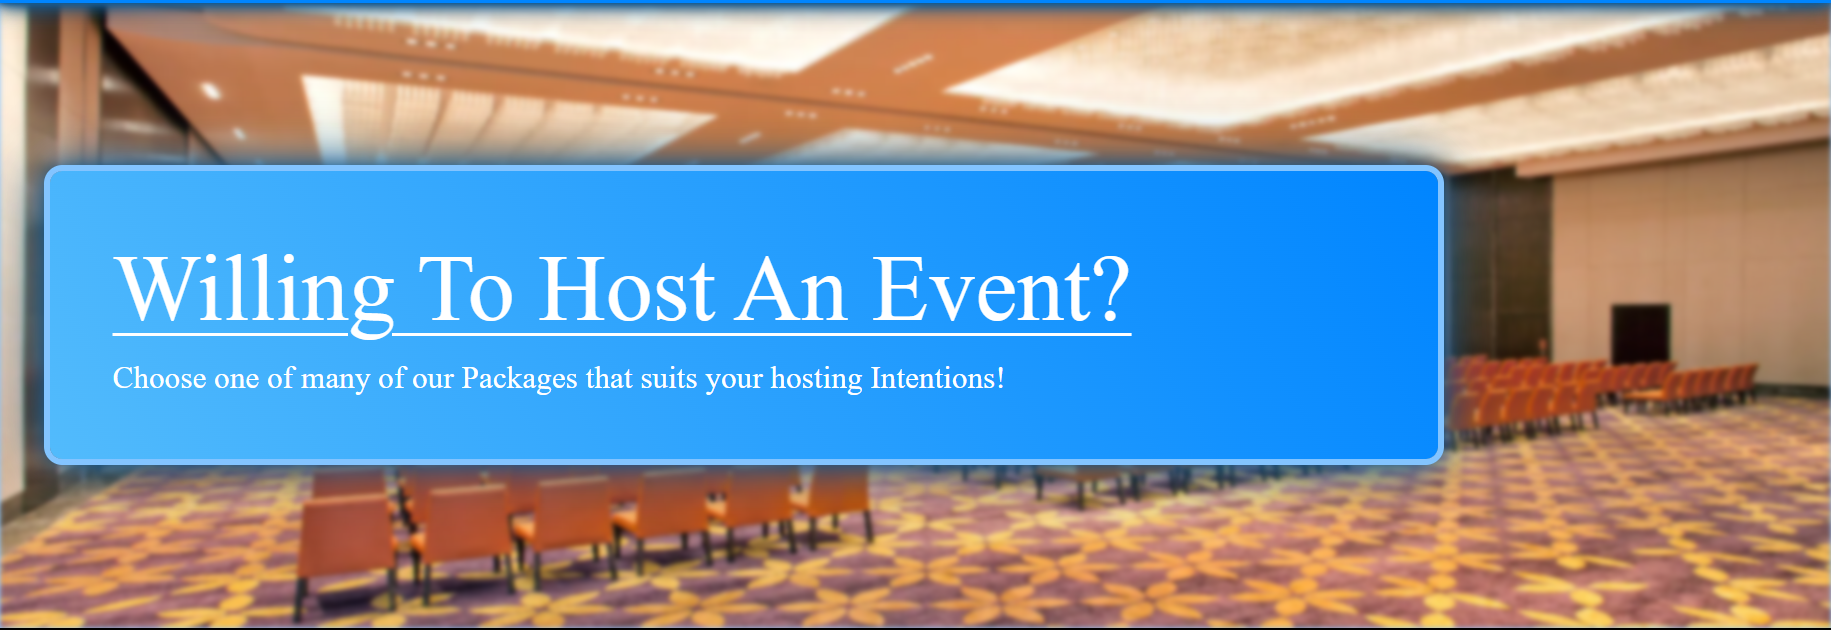 Willing To Host An Event?
Choose one of many of our Packages that suits your hosting Intentions!